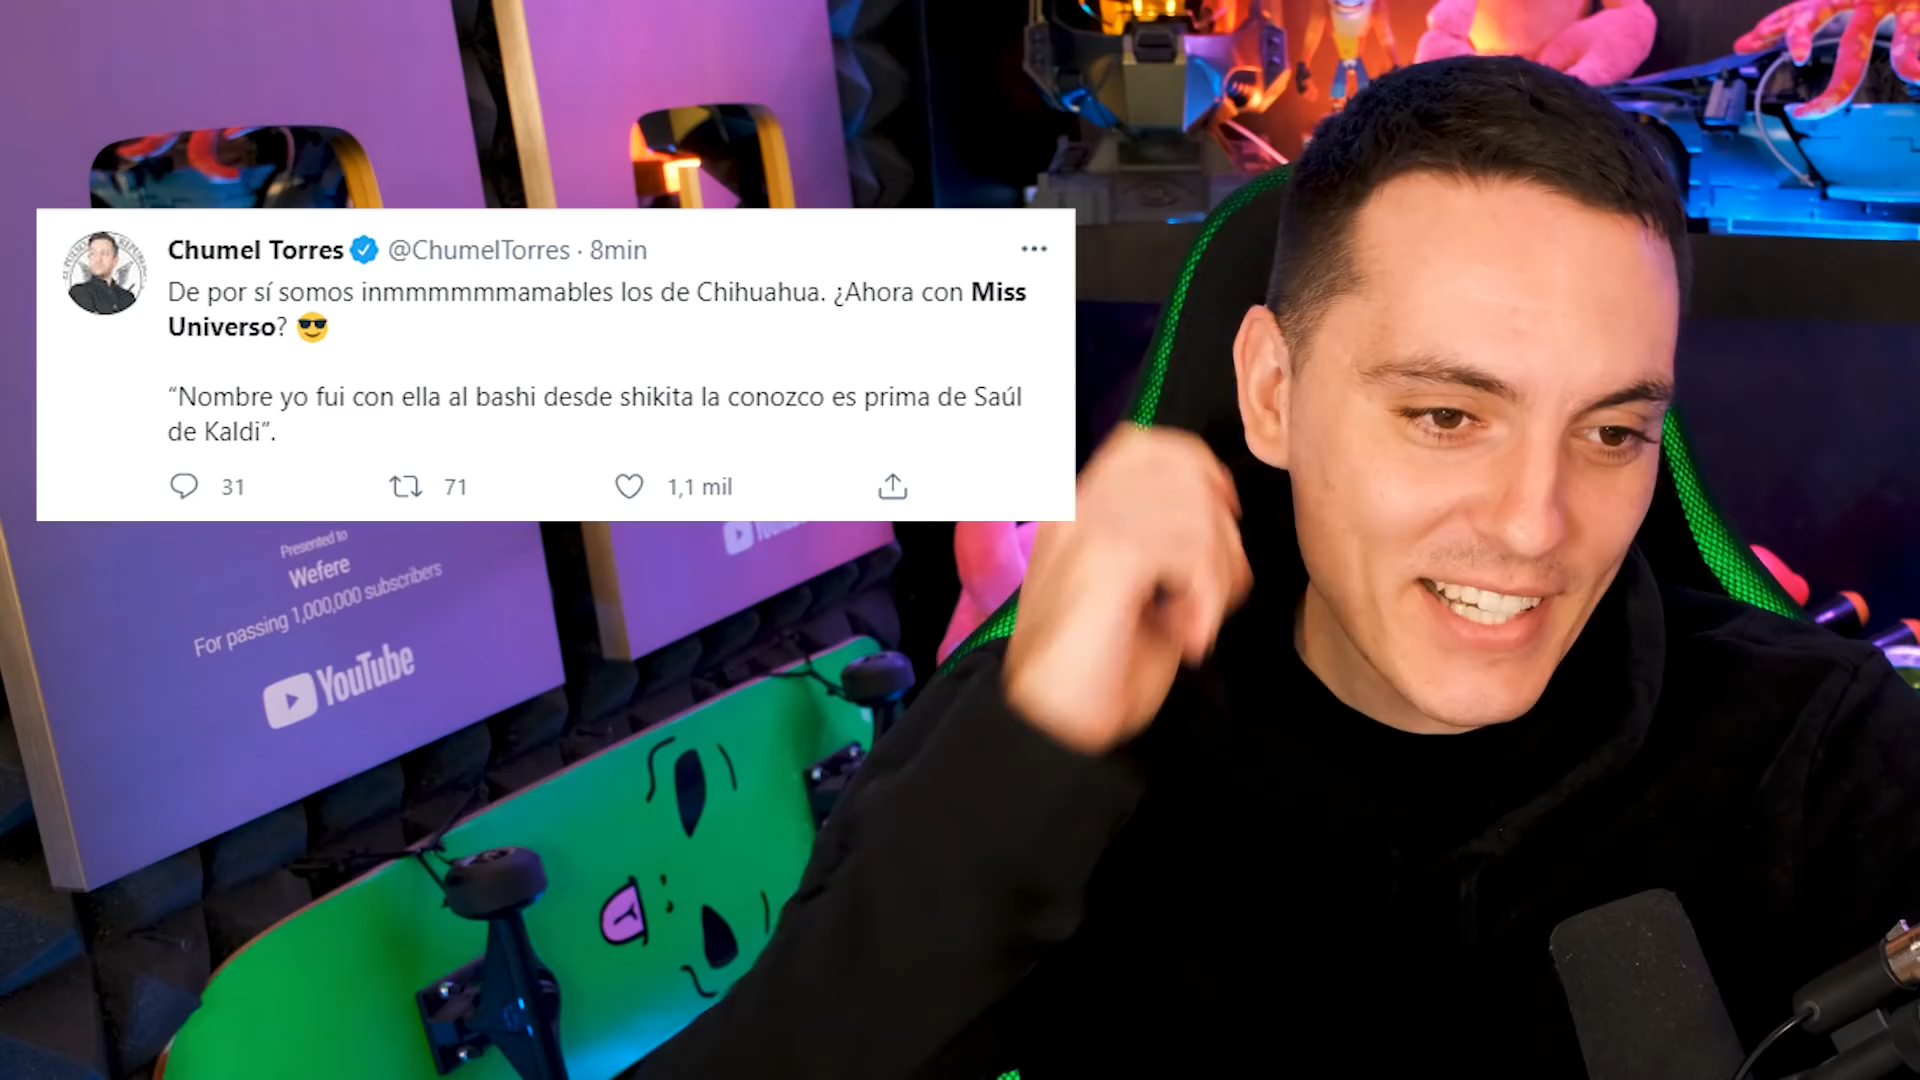 Chumel Torres @ChumelTorres · 8min
De por sí somos inmmmmmmamables los de Chihuahua. ¿Ahora con Miss
Universo? 😎
“Nombre yo fui con ella al bashi desde shikita la conozco es prima de Saúl
de Kaldi”.
31 71 1,1 mil
Presented to
Wefere
For passing 1,000,000 subscribers
YouTube